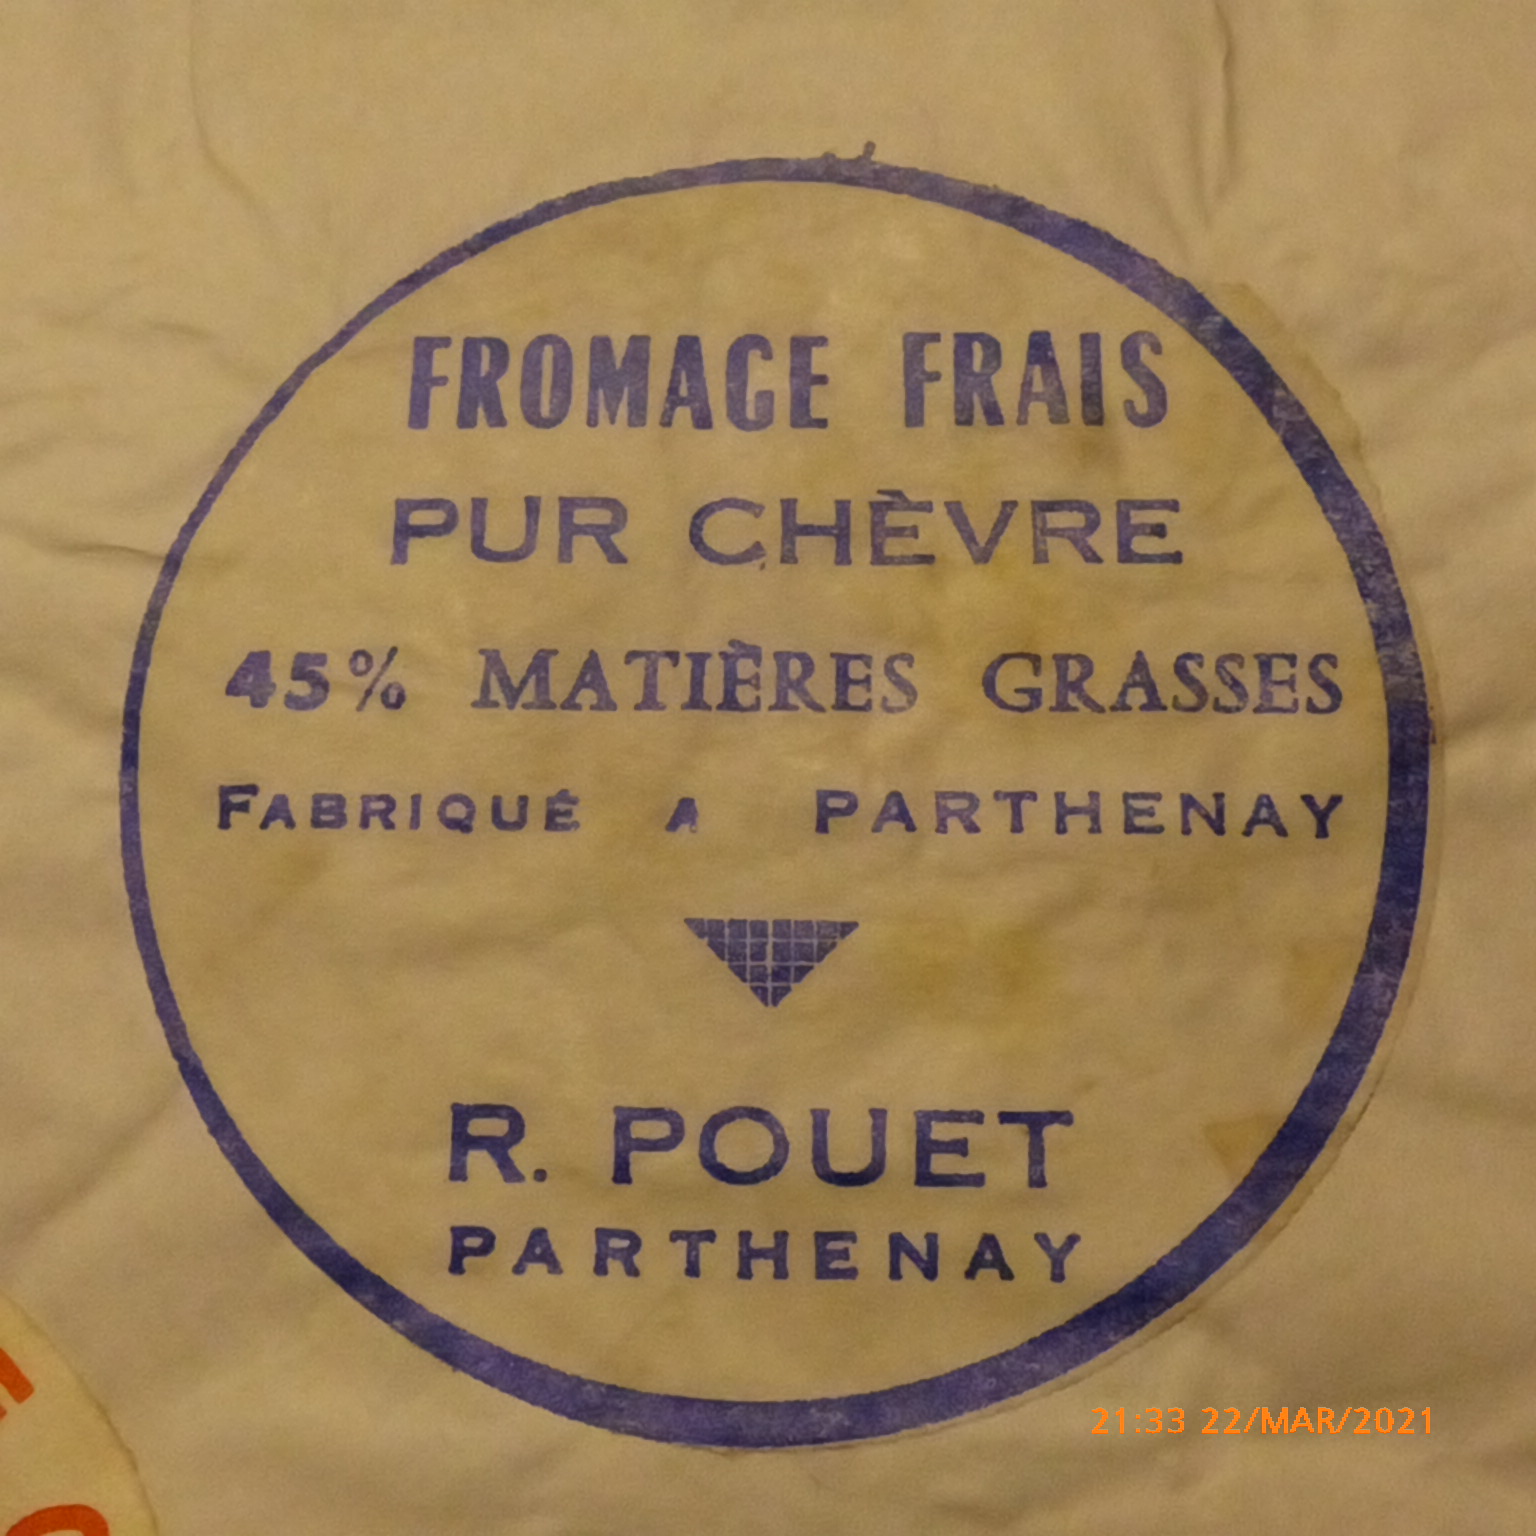 FROMAGE FRAIS
PUR CHÈVRE
45% MATIÈRES GRASSES
FABRIQUÉ A PARTHENAY
R. POUET
PARTHENAY
21:33 22/MAR/2021